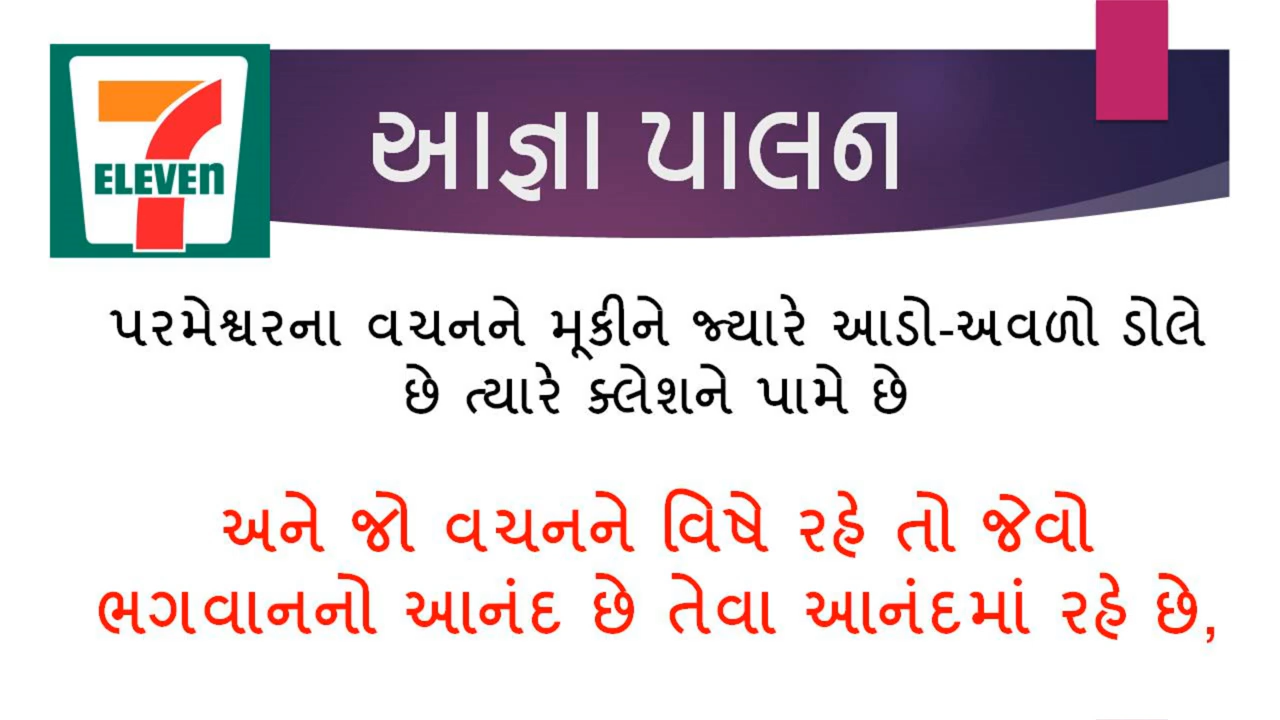 7
ELEVEn
આજ્ઞા પાલન
પરમેશ્વરના વચનને મૂકીને જ્યારે આડો-અવળો ડોલે
છે ત્યારે ક્લેશને પામે છે
અને જો વચનને વિષે રહે તો જેવો
ભગવાનનો આનંદ છે તેવા આનંદમાં રહે છે,